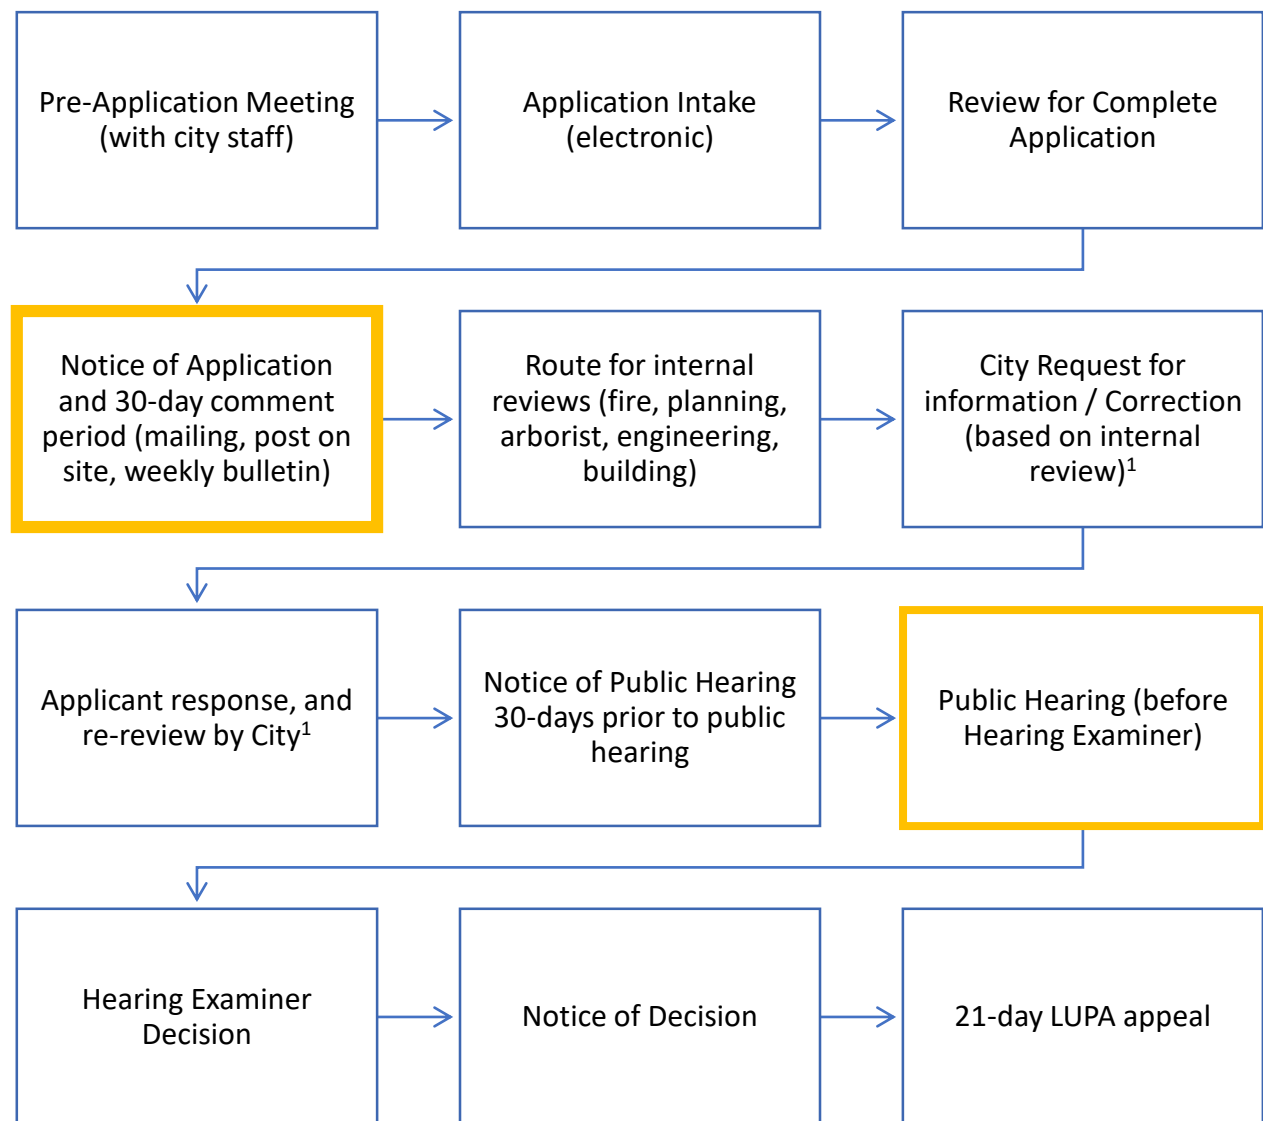 Pre-Application Meeting
(with city staff)
Application Intake
(electronic)
Review for Complete
Application
Notice of Application
and 30-day comment
period (mailing, post on
site, weekly bulletin)
Route for internal
reviews (fire, planning,
arborist, engineering,
building)
City Request for
information / Correction
(based on internal
review)¹
Applicant response, and
re-review by City¹
Notice of Public Hearing
30-days prior to public
hearing
Public Hearing (before
Hearing Examiner)
Hearing Examiner
Decision
Notice of Decision
21-day LUPA appeal